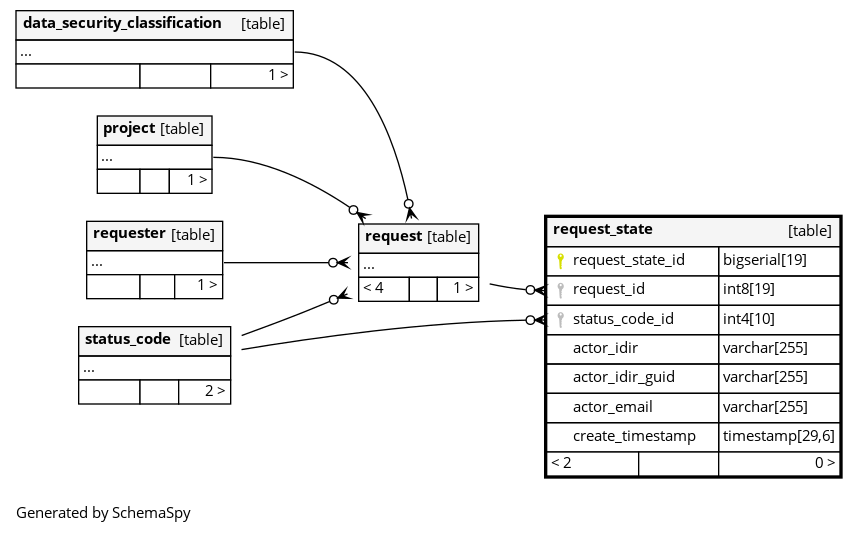 data_security_classification [table]
...
1 >
project [table]
...
1 >
requester [table]
...
1 >
status_code [table]
...
2 >
request [table]
...
< 4 1 >
request_state [table]
request_state_id bigserial[19]
request_id int8[19]
status_code_id int4[10]
actor_idir varchar[255]
actor_idir_guid varchar[255]
actor_email varchar[255]
create_timestamp timestamp[29,6]
< 2 0 >
Generated by SchemaSpy